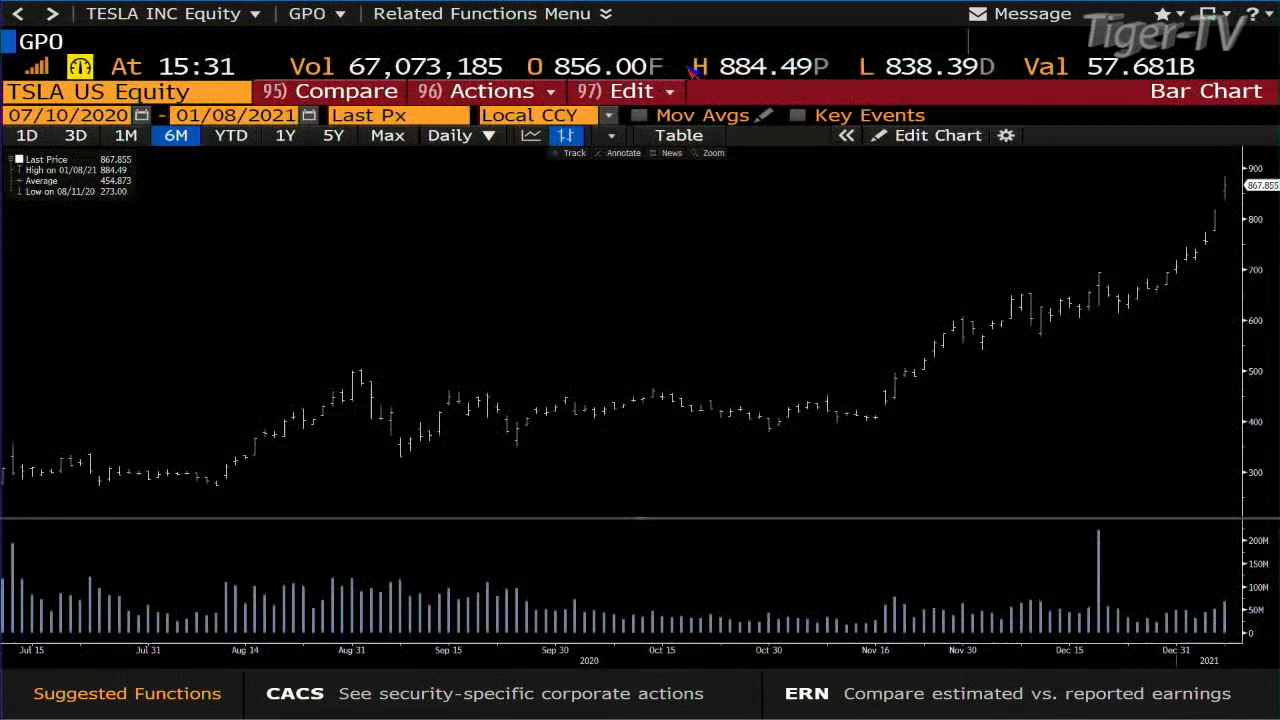 TESLA INC Equity GPO Related Functions Menu Message ?
Tiger-TV
GPO
At 15:31 Vol 67,073,185 O 856.00F H 884.49P L 838.39D Val 57.681B
TSLA US Equity 95) Compare 96) Actions 97) Edit Bar Chart
07/10/2020 - 01/08/2021 Last Px Local CCY Mov Avgs Key Events
1D 3D 1M 6M YTD 1Y 5Y Max Daily Table Edit Chart
Track Annotate News Zoom
Last Price 867.855
High on 01/08/21 884.49
Average 454.873
Low on 08/11/20 273.00
900
867.855
800
700
600
500
400
300
200M
150M
100M
50M
0
Jul 15 Jul 31 Aug 14 Aug 31 Sep 15 Sep 30 Oct 15 Oct 30 Nov 16 Nov 30 Dec 15 Dec 31
2020 2021
Suggested Functions CACS See security-specific corporate actions ERN Compare estimated vs. reported earnings